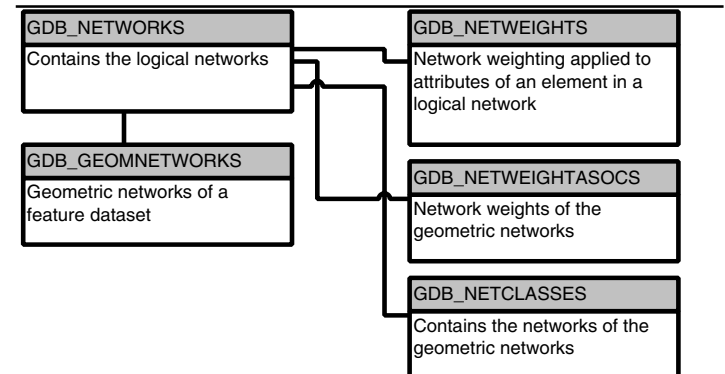 GDB_NETWORKS
Contains the logical networks
GDB_GEOMNETWORKS
Geometric networks of a
feature dataset
GDB_NETWEIGHTS
Network weighting applied to
attributes of an element in a
logical network
GDB_NETWEIGHTASOCS
Network weights of the
geometric networks
GDB_NETCLASSES
Contains the networks of the
geometric networks